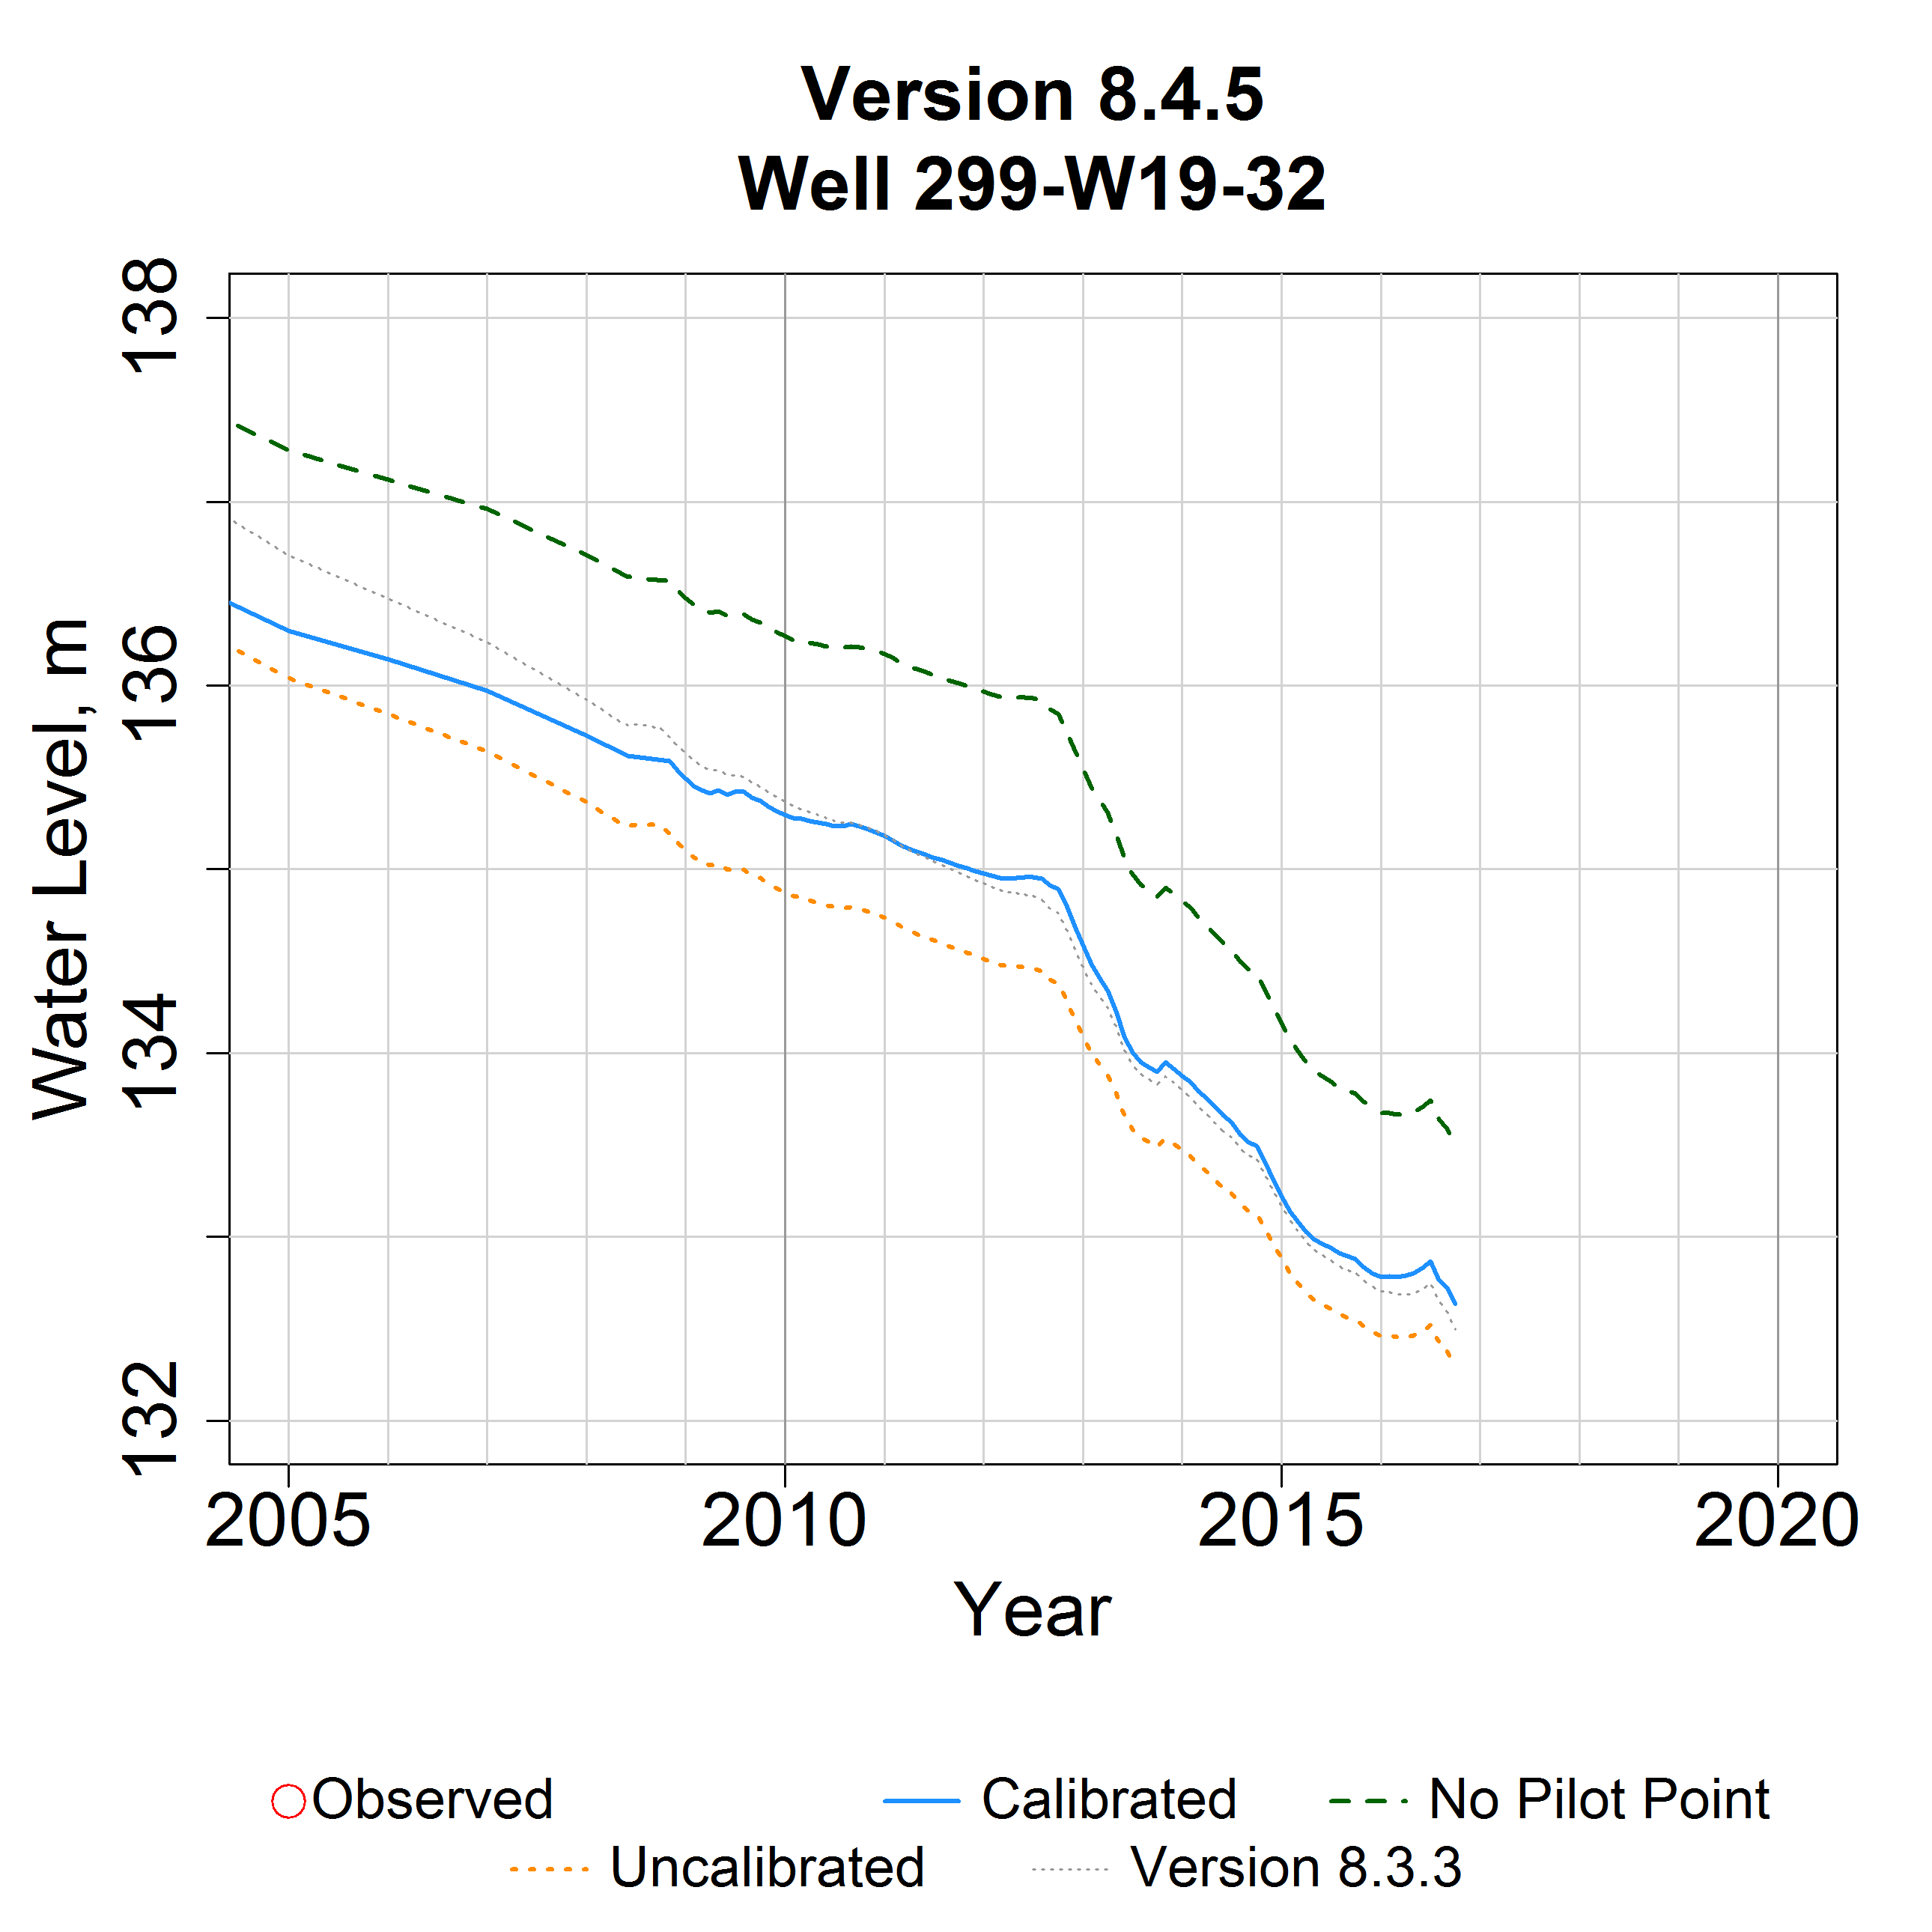 Version 8.4.5
Well 299-W19-32
Water Level, m
138
136
134
132
2005 2010 2015 2020
Year
Observed Calibrated No Pilot Point
Uncalibrated Version 8.3.3